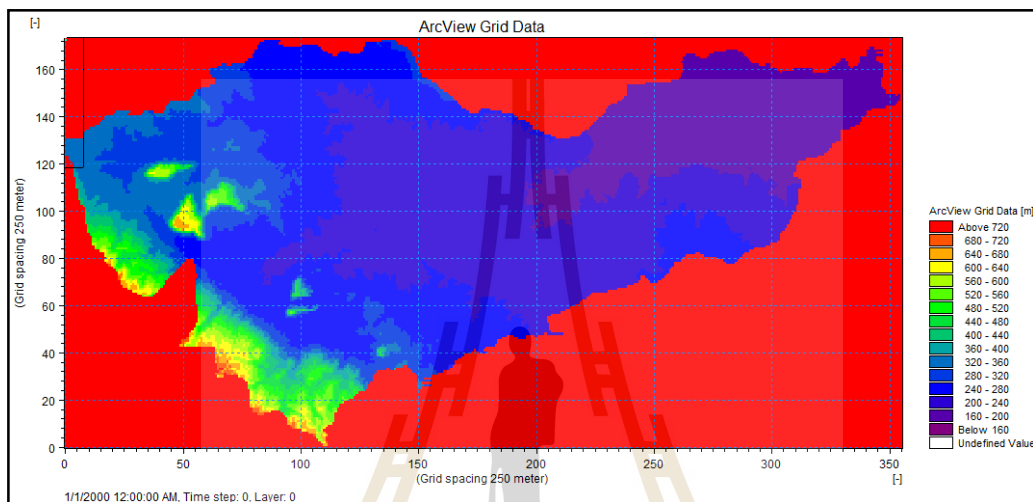 [-]
ArcView Grid Data
160
140
120
100
80
60
40
20
0
(Grid spacing 250 meter)
0 50 100 150 200 250 300 350
(Grid spacing 250 meter)
[-]
1/1/2000 12:00:00 AM, Time step: 0, Layer: 0
ArcView Grid Data [m]
Above 720
680 - 720
640 - 680
600 - 640
560 - 600
520 - 560
480 - 520
440 - 480
400 - 440
360 - 400
320 - 360
280 - 320
240 - 280
200 - 240
160 - 200
Below 160
Undefined Value